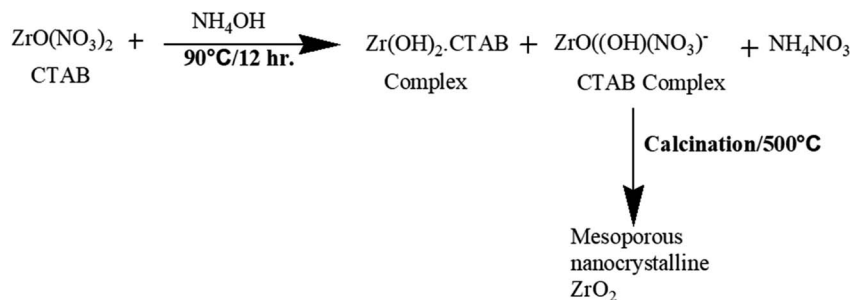 NH₄OH
ZrO(NO₃)₂ +
CTAB
90°C/12 hr.
Zr(OH)₂.CTAB + ZrO((OH)(NO₃)⁻ + NH₄NO₃
Complex
CTAB Complex
Calcination/500°C
Mesoporous
nanocrystalline
ZrO₂